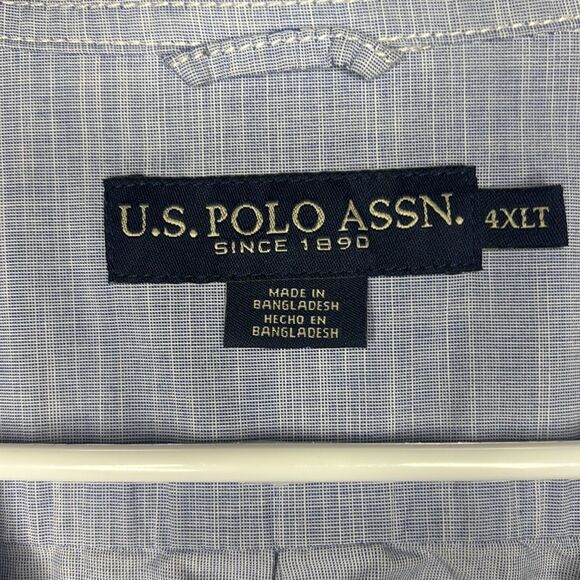 U.S. POLO ASSN.
SINCE 1890
4XLT
MADE IN
BANGLADESH
HECHO EN
BANGLADESH